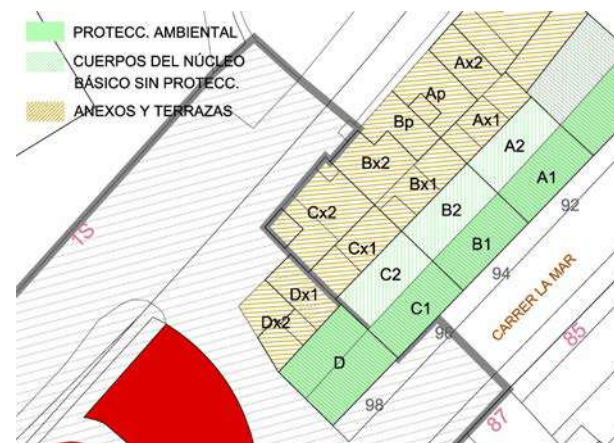 PROTECC. AMBIENTAL
CUERPOS DEL NÚCLEO
BÁSICO SIN PROTECC.
ANEXOS Y TERRAZAS
Ax2
Ap
Bp
Ax1
A2
Bx2
A1
Bx1
B2
92
Cx2
1S
B1
Cx1
C2
94
CARRER LA MAR
Dx1
C1
Dx2
96
85
D
98
87